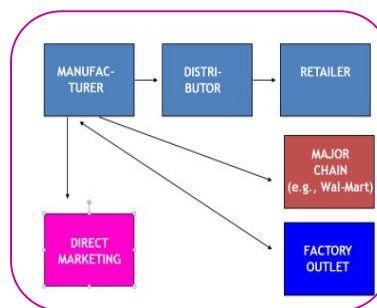 MANUFAC-
TURER
DISTRI-
BUTOR
RETAILER
MAJOR
CHAIN
(e.g., Wal-Mart)
DIRECT
MARKETING
FACTORY
OUTLET